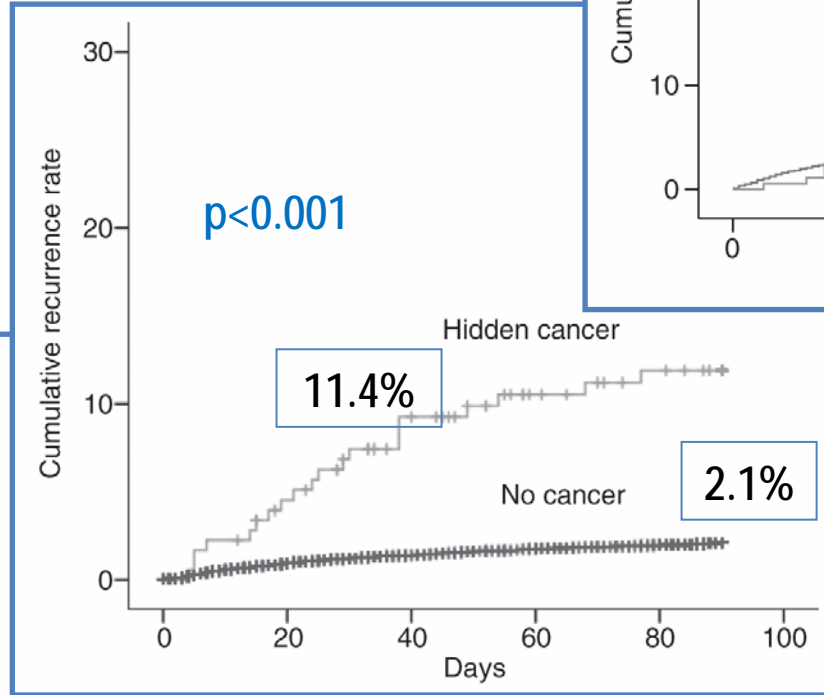 Cumu
10
0
0
Cumulative recurrence rate
30
20
10
0
p<0.001
Hidden cancer
11.4%
No cancer
2.1%
0 20 40 60 80 100
Days